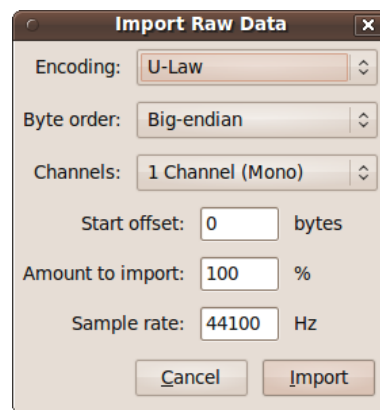 Import Raw Data
Encoding: U-Law
Byte order: Big-endian
Channels: 1 Channel (Mono)
Start offset: 0 bytes
Amount to import: 100 %
Sample rate: 44100 Hz
Cancel Import